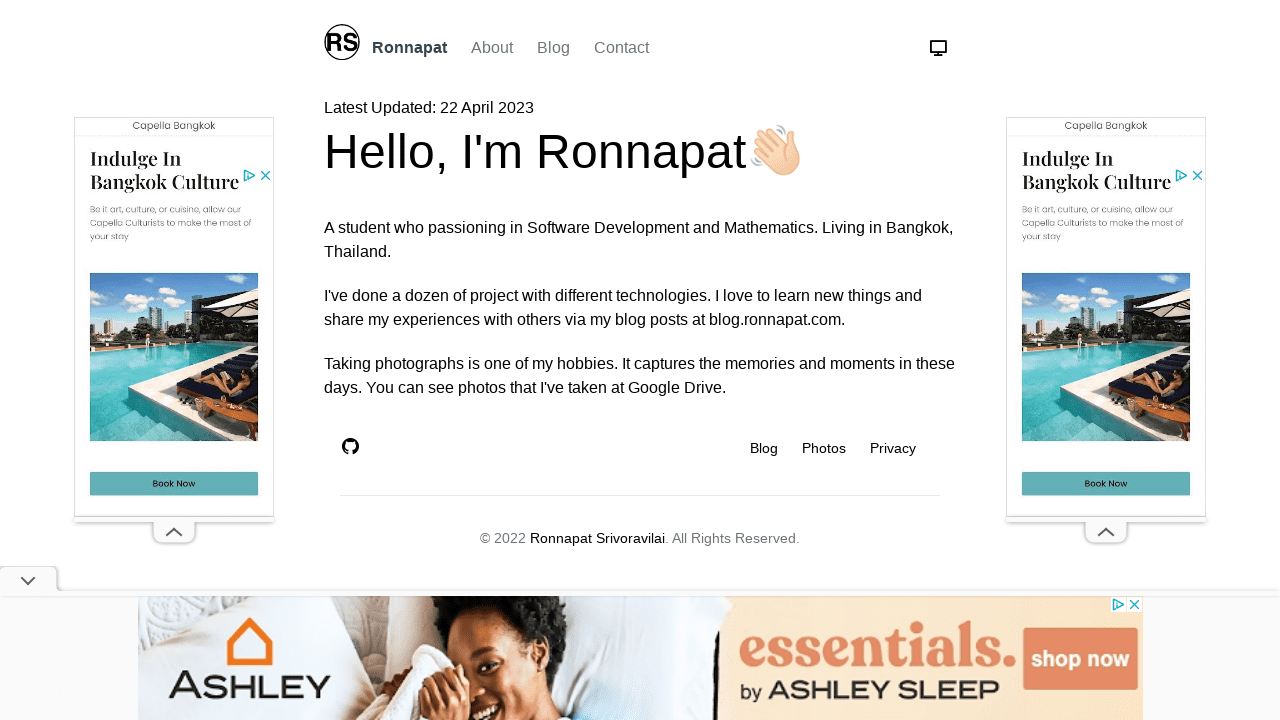 RS Ronnapat About Blog Contact
Latest Updated: 22 April 2023
Hello, I'm Ronnapat👋🏻
A student who passioning in Software Development and Mathematics. Living in Bangkok,
Thailand.
I've done a dozen of project with different technologies. I love to learn new things and
share my experiences with others via my blog posts at blog.ronnapat.com.
Taking photographs is one of my hobbies. It captures the memories and moments in these
days. You can see photos that I've taken at Google Drive.
Blog Photos Privacy
© 2022 Ronnapat Srivoravilai. All Rights Reserved.
Capella Bangkok
Indulge In
Bangkok Culture
Be it art, culture, or cuisine, allow our
Capella Culturists to make the most of
your stay
Book Now
Capella Bangkok
Indulge In
Bangkok Culture
Be it art, culture, or cuisine, allow our
Capella Culturists to make the most of
your stay
Book Now
ASHLEY
essentials.
by ASHLEY SLEEP
shop now